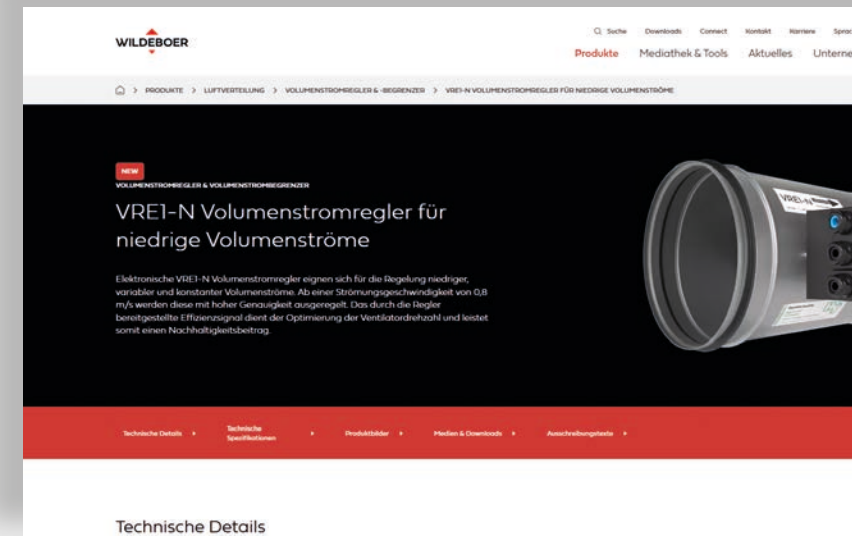 WILDEBOER
Suche Downloads Connect Kontakt Karriere Sprac
Produkte Mediathek & Tools Aktuelles Unterne
> PRODUKTE > LUFTVERTEILUNG > VOLUMENSTROMREGLER & -BEGRENZER > VRE1-N VOLUMENSTROMREGLER FÜR NIEDRIGE VOLUMENSTRÖME
NEW
VOLUMENSTROMREGLER & VOLUMENSTROMBEGRENZER
VRE1-N Volumenstromregler für
niedrige Volumenströme
Elektronische VRE1-N Volumenstromregler eignen sich für die Regelung niedriger,
variabler und konstanter Volumenströme. Ab einer Strömungsgeschwindigkeit von 0,8
m/s werden diese mit hoher Genauigkeit ausgeregelt. Das durch die Regler
bereitgestellte Effizienzsignal dient der Optimierung der Ventilatordrehzahl und leistet
somit einen Nachhaltigkeitsbeitrag.
VRE1-N
Technische Details Technische Spezifikationen Produktbilder Medien & Downloads Ausschreibungstexte
Technische Details